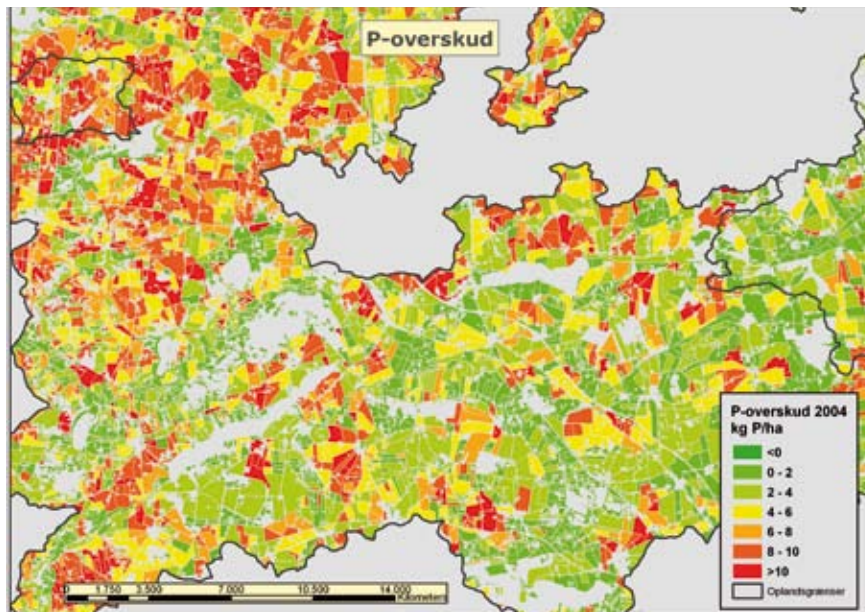 P-overskud
P-overskud 2004
kg P/ha
<0
0 - 2
2 - 4
4 - 6
6 - 8
8 - 10
>10
Oplandsgrænser
0 1.750 3.500 7.000 10.500 14.000
Kilometers